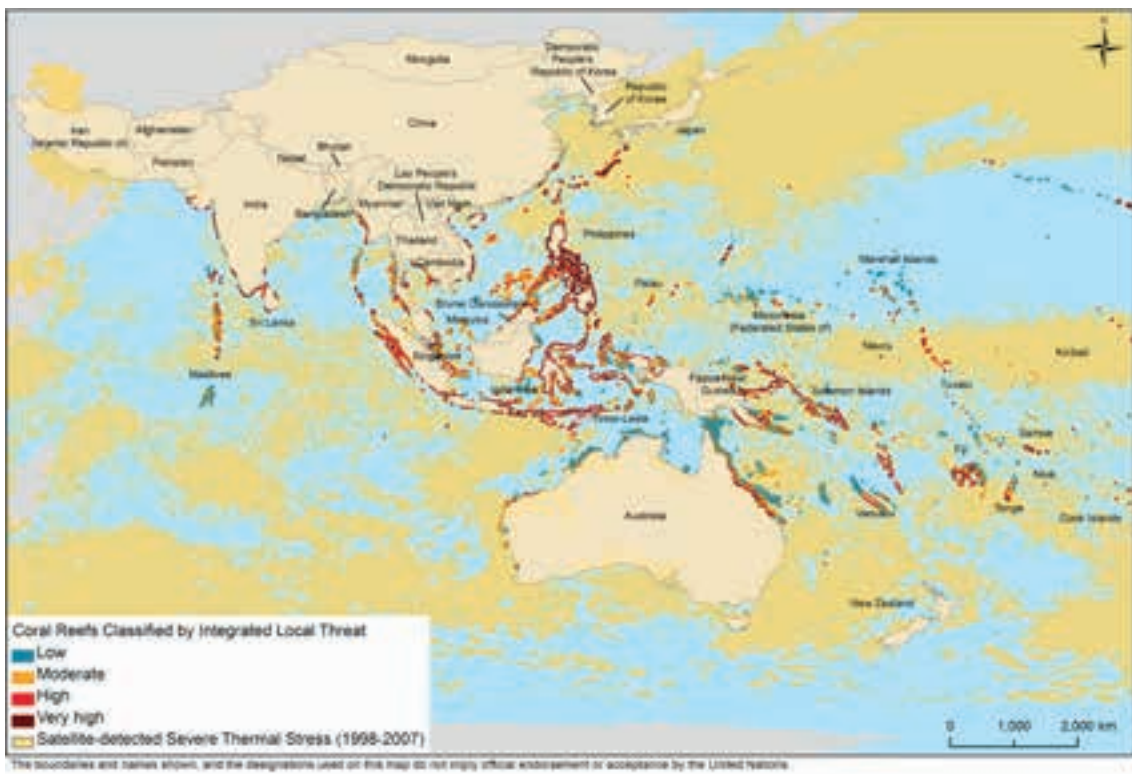 Democratic
People's
Republic of Korea
Mongolia
Republic
of Korea
Iran
(Islamic Republic of)
Afghanistan
China
Japan
Pakistan
Nepal
Bhutan
Lao People's
Democratic Republic
India
Bangladesh
Myanmar
Viet Nam
Thailand
Philippines
Cambodia
Marshall Islands
Palau
Brunei Darussalam
Malaysia
Micronesia
(Federated States of)
Sri Lanka
Singapore
Nauru
Kiribati
Maldives
Indonesia
Papua New
Guinea
Solomon Islands
Tuvalu
Timor-Leste
Samoa
Fiji
Niue
Australia
Vanuatu
Tonga
Cook Islands
New Zealand
Coral Reefs Classified by Integrated Local Threat
Low
Moderate
High
Very high
Satellite-detected Severe Thermal Stress (1998-2007)
0 1,000 2,000 km
The boundaries and names shown, and the designations used on this map do not enjoy official endorsement or acceptance by the United Nations.